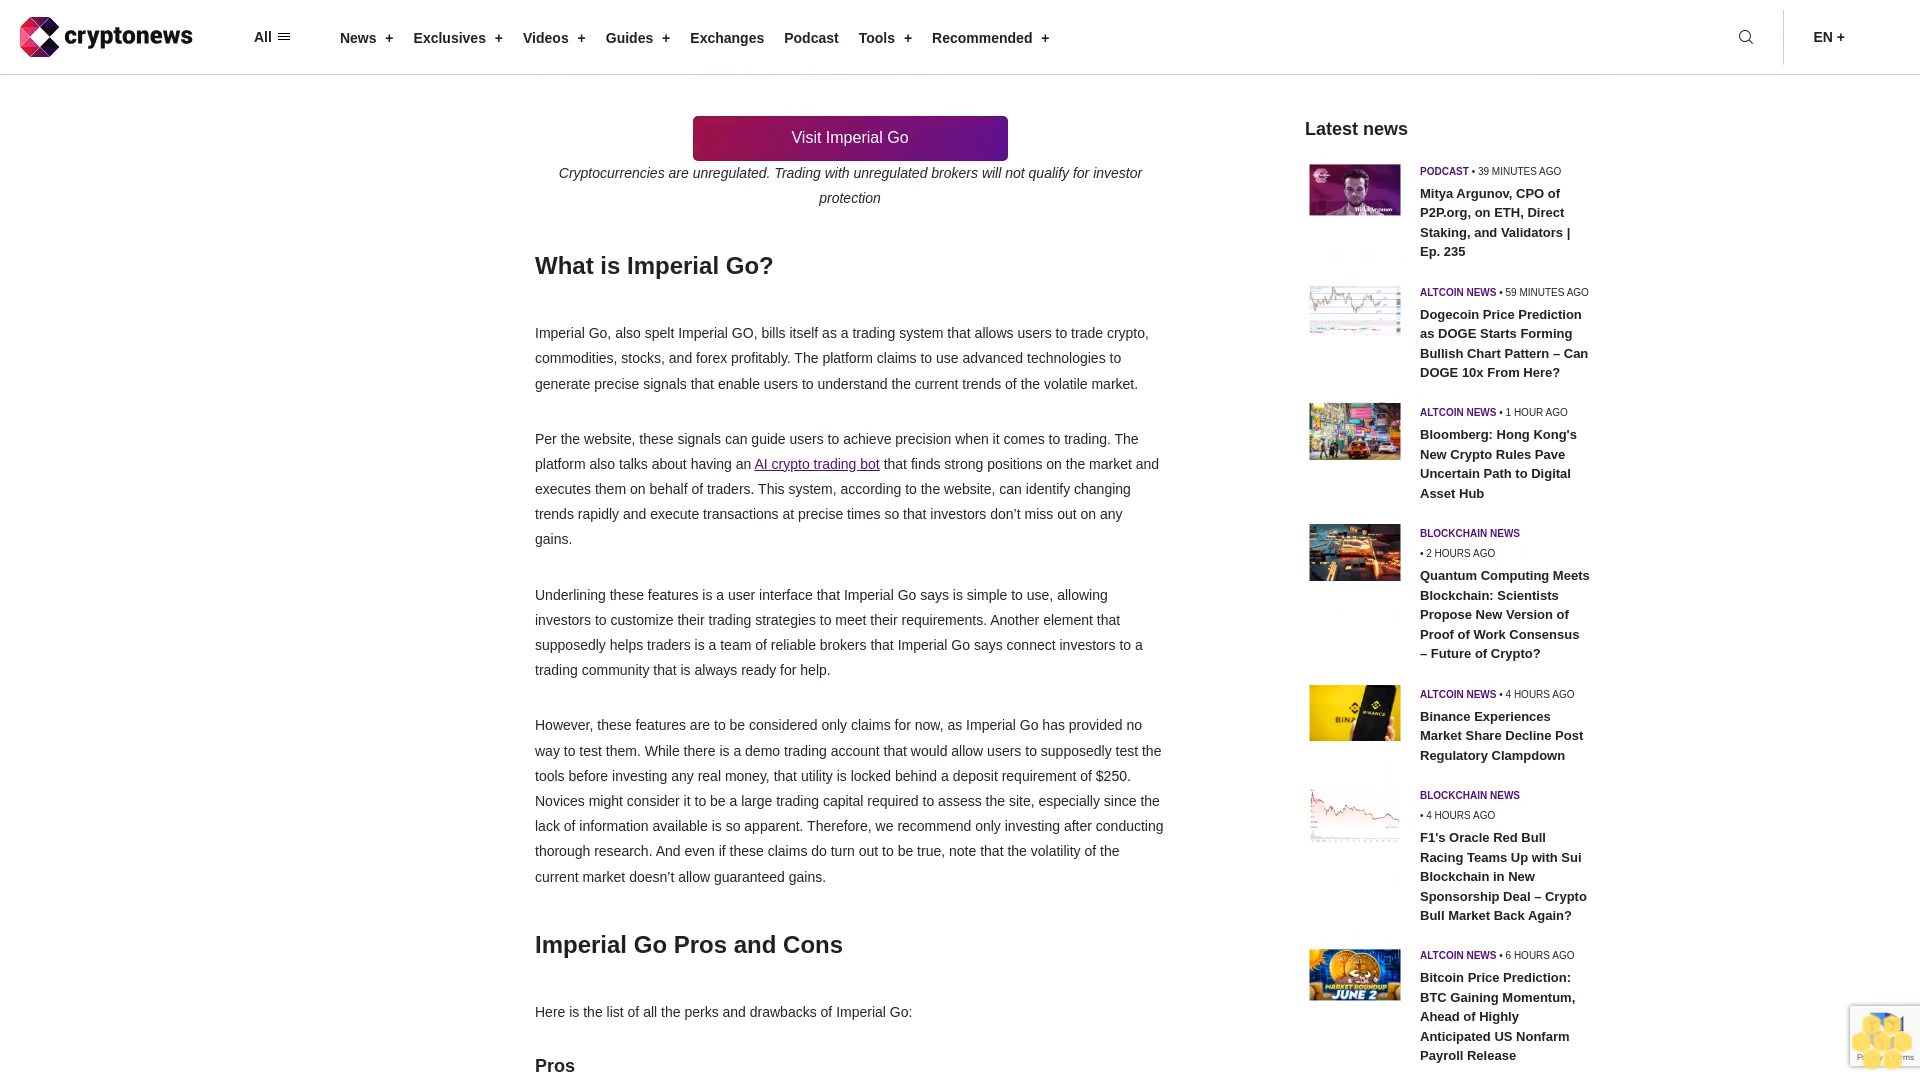 cryptonews
All
News + Exclusives + Videos + Guides + Exchanges Podcast Tools + Recommended +
EN +
Visit Imperial Go
Cryptocurrencies are unregulated. Trading with unregulated brokers will not qualify for investor
protection
What is Imperial Go?
Imperial Go, also spelt Imperial GO, bills itself as a trading system that allows users to trade crypto,
commodities, stocks, and forex profitably. The platform claims to use advanced technologies to
generate precise signals that enable users to understand the current trends of the volatile market.
Per the website, these signals can guide users to achieve precision when it comes to trading. The
platform also talks about having an AI crypto trading bot that finds strong positions on the market and
executes them on behalf of traders. This system, according to the website, can identify changing
trends rapidly and execute transactions at precise times so that investors don’t miss out on any
gains.
Underlining these features is a user interface that Imperial Go says is simple to use, allowing
investors to customize their trading strategies to meet their requirements. Another element that
supposedly helps traders is a team of reliable brokers that Imperial Go says connect investors to a
trading community that is always ready for help.
However, these features are to be considered only claims for now, as Imperial Go has provided no
way to test them. While there is a demo trading account that would allow users to supposedly test the
tools before investing any real money, that utility is locked behind a deposit requirement of $250.
Novices might consider it to be a large trading capital required to assess the site, especially since the
lack of information available is so apparent. Therefore, we recommend only investing after conducting
thorough research. And even if these claims do turn out to be true, note that the volatility of the
current market doesn’t allow guaranteed gains.
Imperial Go Pros and Cons
Here is the list of all the perks and drawbacks of Imperial Go:
Pros
Latest news
PODCAST • 39 MINUTES AGO
Mitya Argunov, CPO of
P2P.org, on ETH, Direct
Staking, and Validators |
Ep. 235
ALTCOIN NEWS • 59 MINUTES AGO
Dogecoin Price Prediction
as DOGE Starts Forming
Bullish Chart Pattern – Can
DOGE 10x From Here?
ALTCOIN NEWS • 1 HOUR AGO
Bloomberg: Hong Kong's
New Crypto Rules Pave
Uncertain Path to Digital
Asset Hub
BLOCKCHAIN NEWS
• 2 HOURS AGO
Quantum Computing Meets
Blockchain: Scientists
Propose New Version of
Proof of Work Consensus
– Future of Crypto?
BINANCE
ALTCOIN NEWS • 4 HOURS AGO
Binance Experiences
Market Share Decline Post
Regulatory Clampdown
BLOCKCHAIN NEWS
• 4 HOURS AGO
F1's Oracle Red Bull
Racing Teams Up with Sui
Blockchain in New
Sponsorship Deal – Crypto
Bull Market Back Again?
MARKET ROUNDUP
JUNE 2
ALTCOIN NEWS • 6 HOURS AGO
Bitcoin Price Prediction:
BTC Gaining Momentum,
Ahead of Highly
Anticipated US Nonfarm
Payroll Release